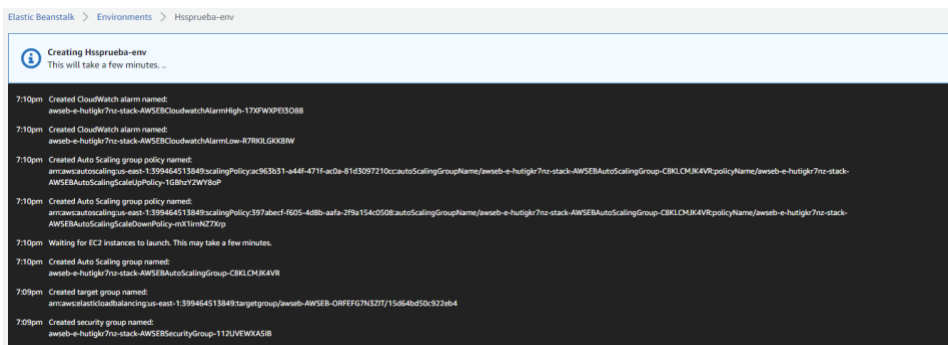 Elastic Beanstalk > Environments > Hssprueba-env
Creating Hssprueba-env
This will take a few minutes. ..
7:10pm Created CloudWatch alarm named:
awseb-e-hutigkr7nz-stack-AWSEBCloudwatchAlarmHigh-17XFWXPEI3O88
7:10pm Created CloudWatch alarm named:
awseb-e-hutigkr7nz-stack-AWSEBCloudwatchAlarmLow-R7RKILGKK8IW
7:10pm Created Auto Scaling group policy named:
arn:aws:autoscaling:us-east-1:399464513849:scalingPolicy:ac963b31-a44f-471f-ac0a-81d3097210cc:autoScalingGroupName/awseb-e-hutigkr7nz-stack-AWSEBAutoScalingGroup-C8KLCMJK4VR:policyName/awseb-e-hutigkr7nz-stack-
AWSEBAutoScalingScaleUpPolicy-1GBhzY2WY8oP
7:10pm Created Auto Scaling group policy named:
arn:aws:autoscaling:us-east-1:399464513849:scalingPolicy:397abecf-f605-4d8b-aafa-2f9a154c0508:autoScalingGroupName/awseb-e-hutigkr7nz-stack-AWSEBAutoScalingGroup-C8KLCMJK4VR:policyName/awseb-e-hutigkr7nz-stack-
AWSEBAutoScalingScaleDownPolicy-mX1irnNZ7Xrp
7:10pm Waiting for EC2 instances to launch. This may take a few minutes.
7:10pm Created Auto Scaling group named:
awseb-e-hutigkr7nz-stack-AWSEBAutoScalingGroup-C8KLCMJK4VR
7:09pm Created target group named:
arn:aws:elasticloadbalancing:us-east-1:399464513849:targetgroup/awseb-AWSEB-ORFEFG7N3ZIT/15d64bd50c922eb4
7:09pm Created security group named:
awseb-e-hutigkr7nz-stack-AWSEBSecurityGroup-112UVEWXA5IB